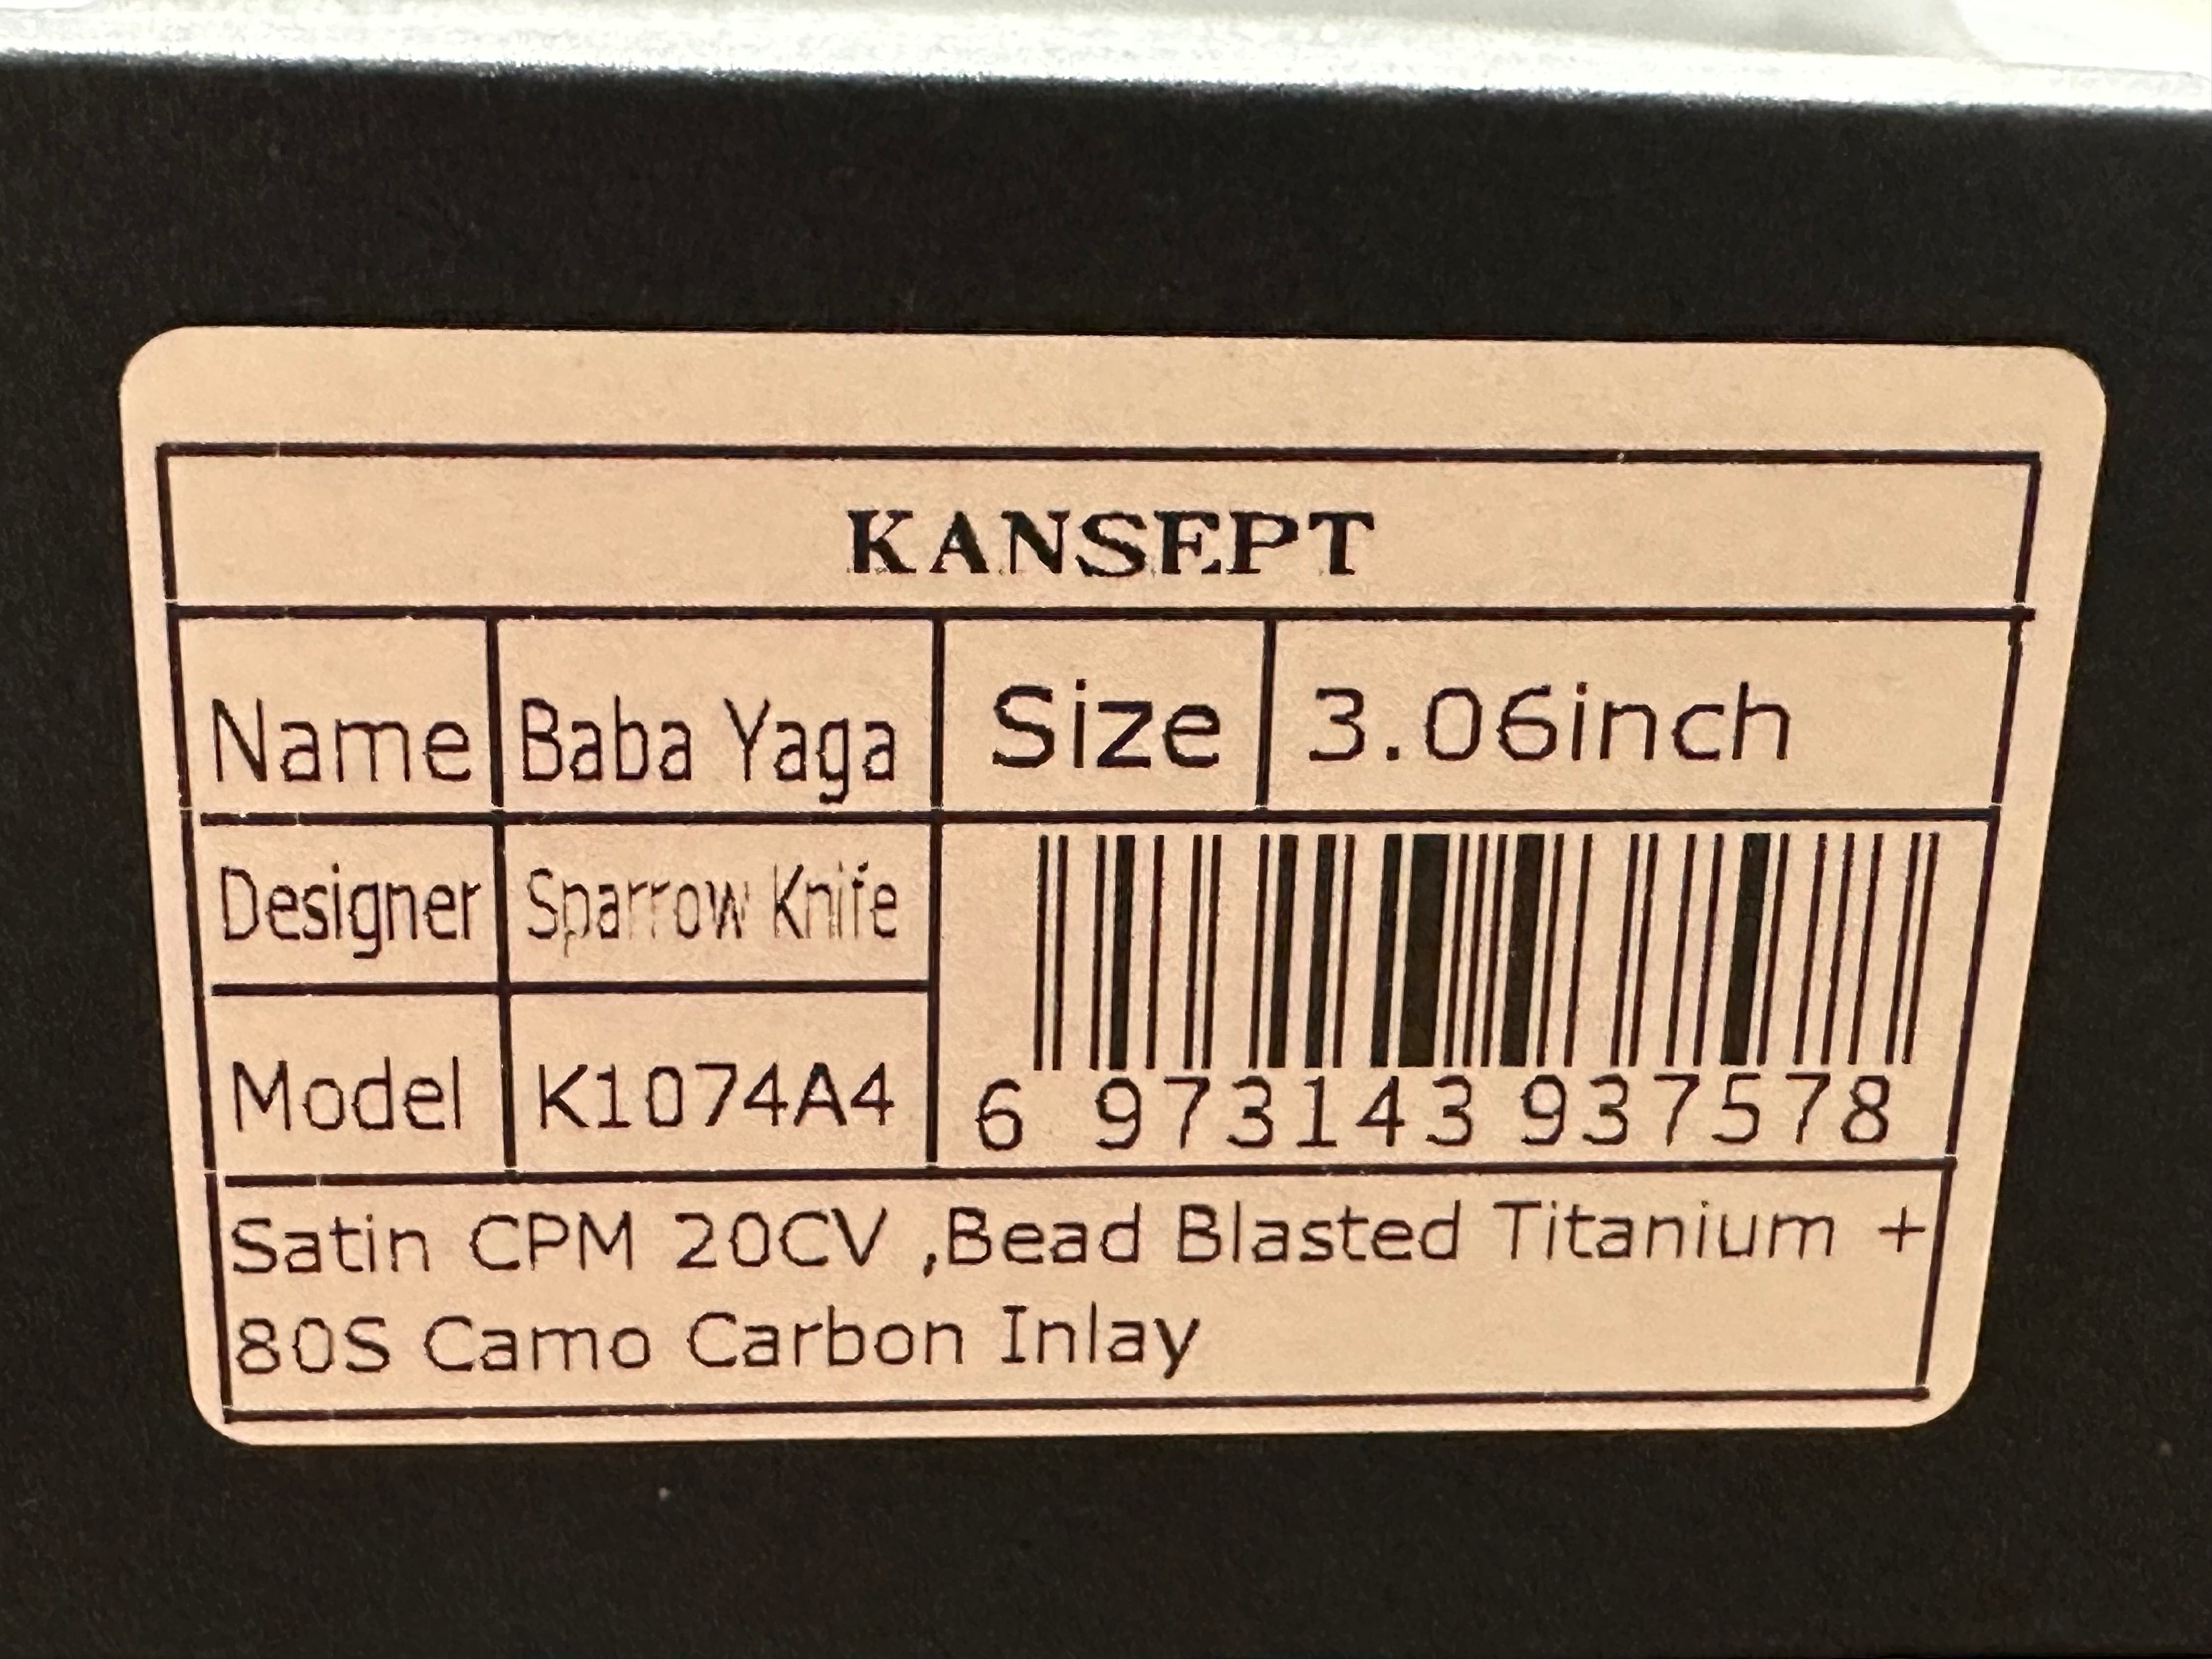 KANSEPT
Name Baba Yaga Size 3.06inch
Designer Sparrow Knife
Model K1074A4
6 973143 937578
Satin CPM 20CV ,Bead Blasted Titanium +
80S Camo Carbon Inlay